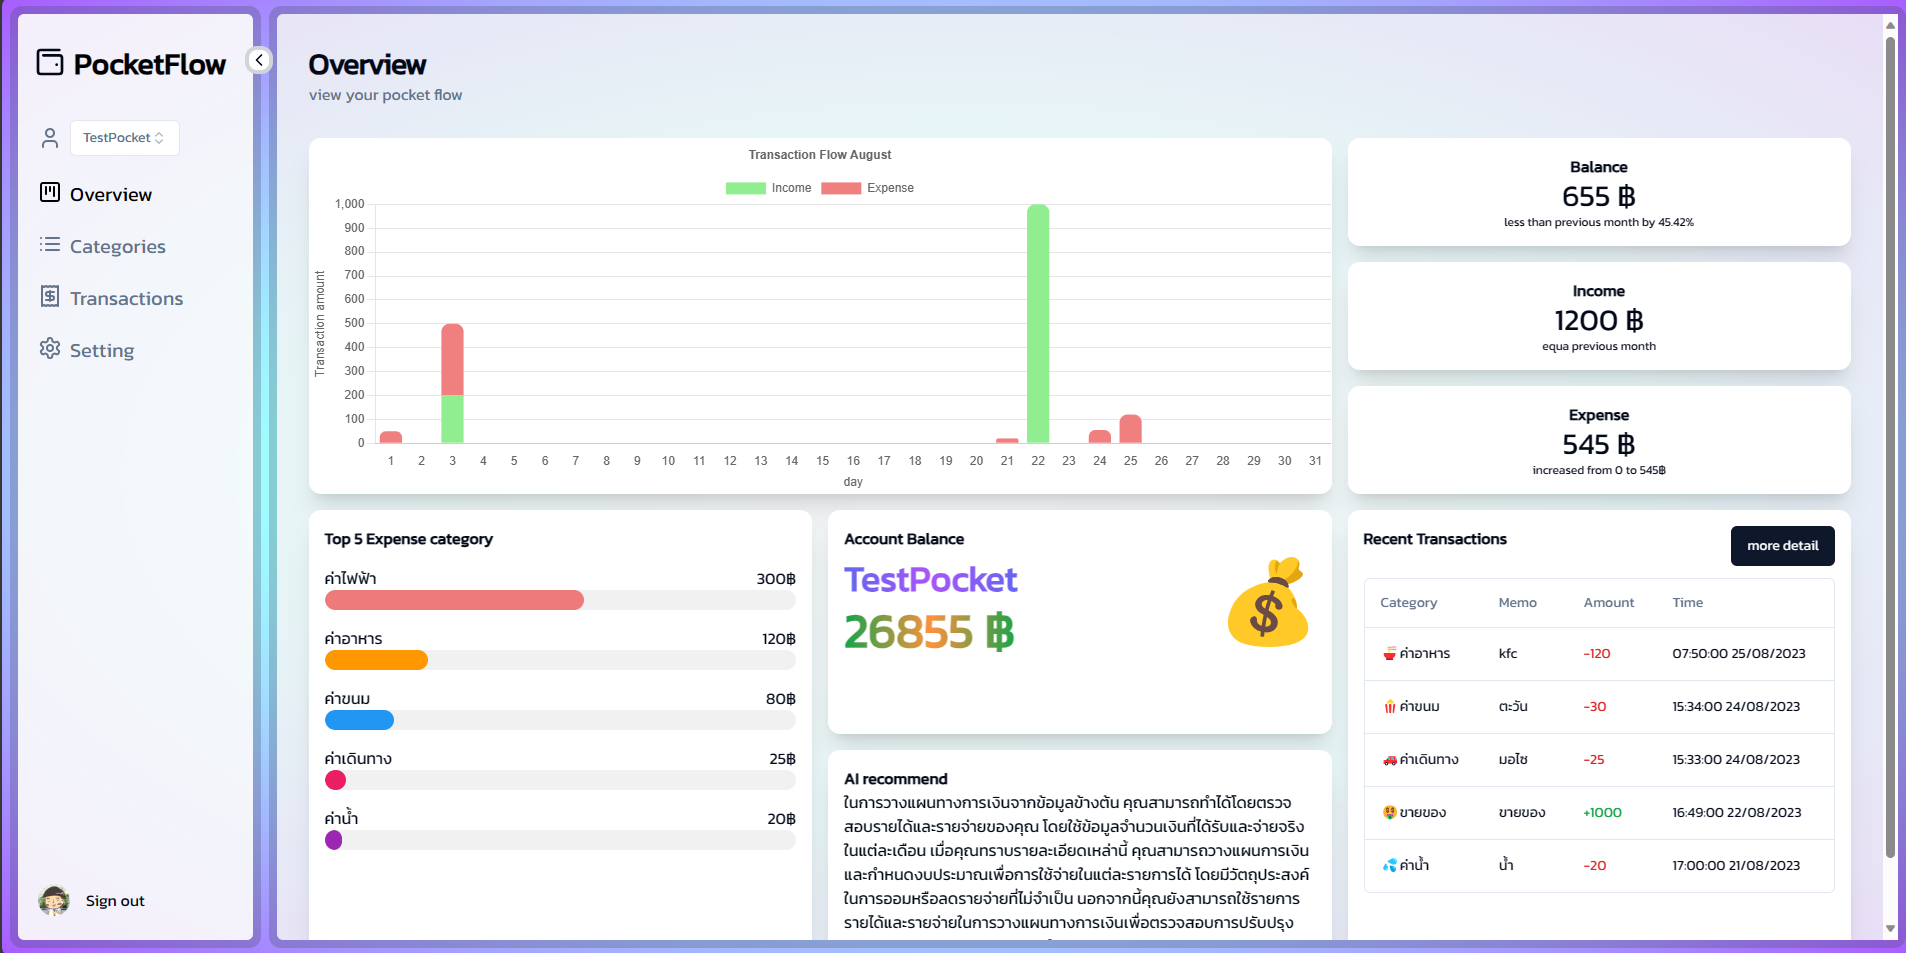 PocketFlow
TestPocket
Overview
Categories
Transactions
Setting
Sign out
Overview
view your pocket flow
Transaction Flow August
Income Expense
Transaction amount
1,000
900
800
700
600
500
400
300
200
100
0
1 2 3 4 5 6 7 8 9 10 11 12 13 14 15 16 17 18 19 20 21 22 23 24 25 26 27 28 29 30 31
day
Balance
655 ฿
less than previous month by 45.42%
Income
1200 ฿
equa previous month
Expense
545 ฿
increased from 0 to 545฿
Top 5 Expense category
ค่าไฟฟ้า 300฿
ค่าอาหาร 120฿
ค่าขนม 80฿
ค่าเดินทาง 25฿
ค่าน้ำ 20฿
Account Balance
TestPocket
26855 ฿
AI recommend
ในการวางแผนทางการเงินจากข้อมูลข้างต้น คุณสามารถทำได้โดยตรวจ
สอบรายได้และรายจ่ายของคุณ โดยใช้ข้อมูลจำนวนเงินที่ได้รับและจ่ายจริง
ในแต่ละเดือน เมื่อคุณทราบรายละเอียดเหล่านี้ คุณสามารถวางแผนการเงิน
และกำหนดงบประมาณเพื่อการใช้จ่ายในแต่ละรายการได้ โดยมีวัตถุประสงค์
ในการออมหรือลดรายจ่ายที่ไม่จำเป็น นอกจากนี้คุณยังสามารถใช้รายการ
รายได้และรายจ่ายในการวางแผนทางการเงินเพื่อตรวจสอบการปรับปรุง
Recent Transactions
more detail
Category Memo Amount Time
ค่าอาหาร kfc -120 07:50:00 25/08/2023
ค่าขนม ตะวัน -30 15:34:00 24/08/2023
ค่าเดินทาง มอไซ -25 15:33:00 24/08/2023
ขายของ ขายของ +1000 16:49:00 22/08/2023
ค่าน้ำ น้ำ -20 17:00:00 21/08/2023